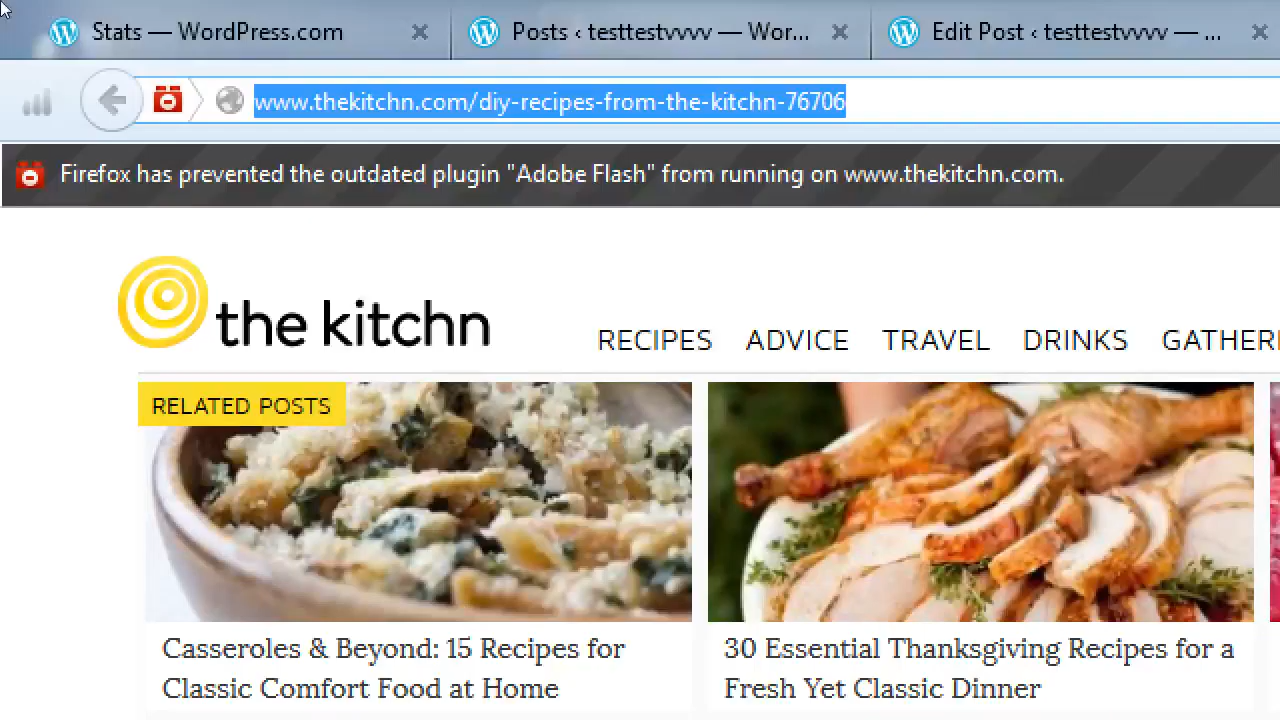 Stats — WordPress.com
Posts ‹ testtestvvvv — Wor...
Edit Post ‹ testtestvvvv — ...
www.thekitchn.com/diy-recipes-from-the-kitchn-76706
Firefox has prevented the outdated plugin "Adobe Flash" from running on www.thekitchn.com.
the kitchn
RECIPES ADVICE TRAVEL DRINKS GATHERI
RELATED POSTS
Casseroles & Beyond: 15 Recipes for
Classic Comfort Food at Home
30 Essential Thanksgiving Recipes for a
Fresh Yet Classic Dinner